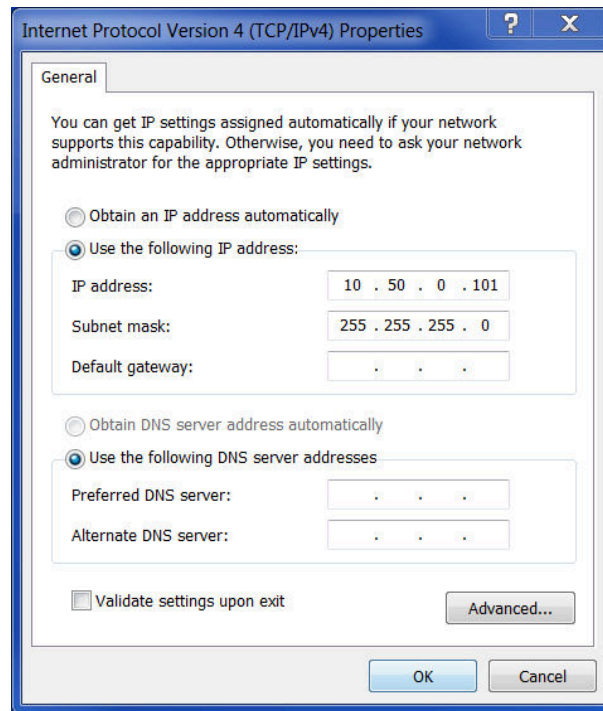 Internet Protocol Version 4 (TCP/IPv4) Properties
General
You can get IP settings assigned automatically if your network
supports this capability. Otherwise, you need to ask your network
administrator for the appropriate IP settings.
Obtain an IP address automatically
Use the following IP address:
IP address: 10 . 50 . 0 . 101
Subnet mask: 255 . 255 . 255 . 0
Default gateway: . . .
Obtain DNS server address automatically
Use the following DNS server addresses
Preferred DNS server: . . .
Alternate DNS server: . . .
Validate settings upon exit
Advanced...
OK Cancel